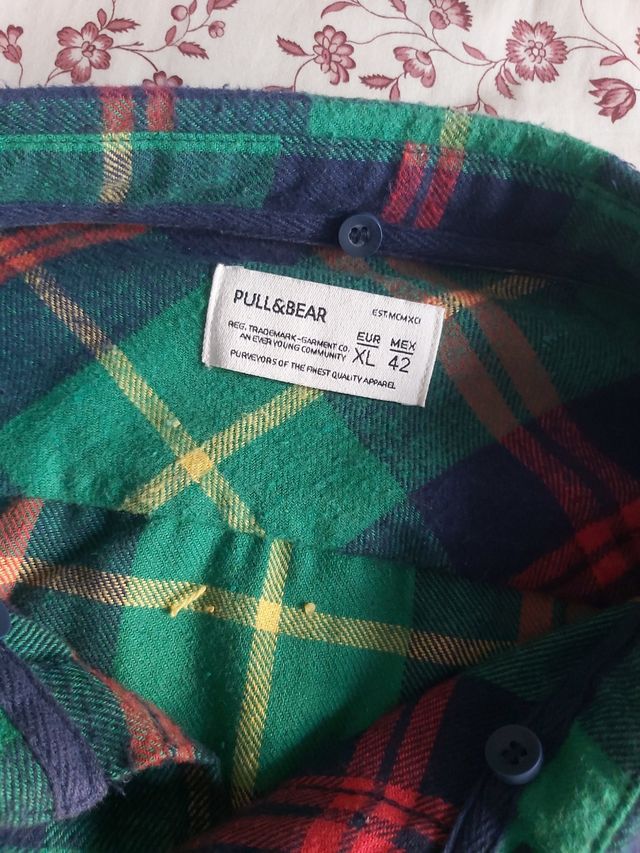 PULL&BEAR
EST.MCMXCI
REG. TRADEMARK-GARMENT CO.
AN EVER YOUNG COMMUNITY
PURVEYORS OF THE FINEST QUALITY APPAREL
EUR MEX
XL 42